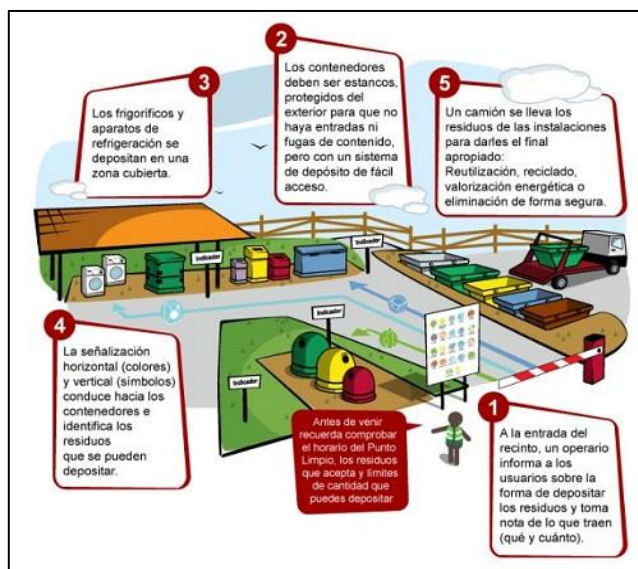 1
A la entrada del
recinto, un operario
informa a los
usuarios sobre la
forma de depositar
los residuos y toma
nota de lo que traen
(qué y cuánto).
2
Los contenedores
deben ser estancos,
protegidos del
exterior para que no
haya entradas ni
fugas de contenido,
pero con un sistema
de depósito de fácil
acceso.
3
Los frigoríficos y
aparatos de
refrigeración se
depositan en una
zona cubierta.
4
La señalización
horizontal (colores)
y vertical (símbolos)
conduce hacia los
contenedores e
identifica los
residuos
que se pueden
depositar.
5
Un camión se lleva los
residuos de las instalaciones
para darles el final
apropiado:
Reutilización, reciclado,
valorización energética o
eliminación de forma segura.
Indicador
Indicador
Indicador
Indicador
Antes de venir
recuerda comprobar
el horario del Punto
Limpio, los residuos
que acepta y límites
de cantidad que
puedes depositar